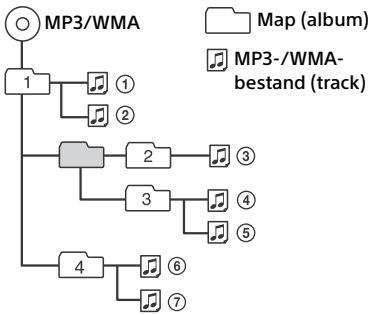 MP3/WMA
Map (album)
MP3-/WMA-
bestand (track)
1
①
②
2
③
3
④
⑤
4
⑥
⑦